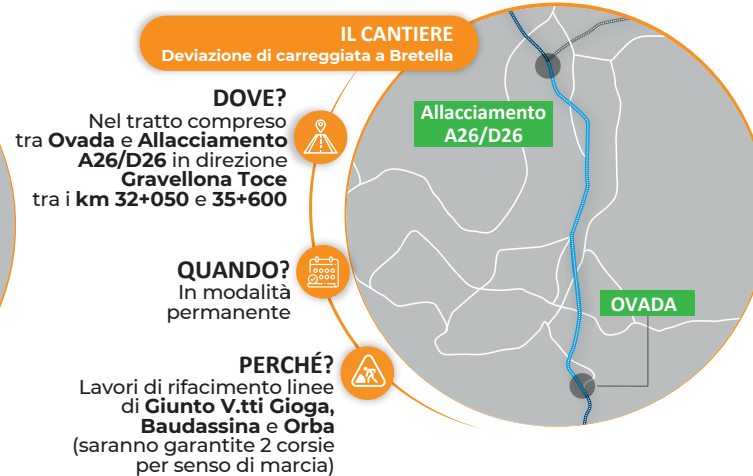 IL CANTIERE
Deviazione di carreggiata a Bretella
DOVE?
Nel tratto compreso
tra Ovada e Allacciamento
A26/D26 in direzione
Gravellona Toce
tra i km 32+050 e 35+600
QUANDO?
In modalità
permanente
PERCHÉ?
Lavori di rifacimento linee
di Giunto V.tti Gioga,
Baudassina e Orba
(saranno garantite 2 corsie
per senso di marcia)
Allacciamento
A26/D26
OVADA